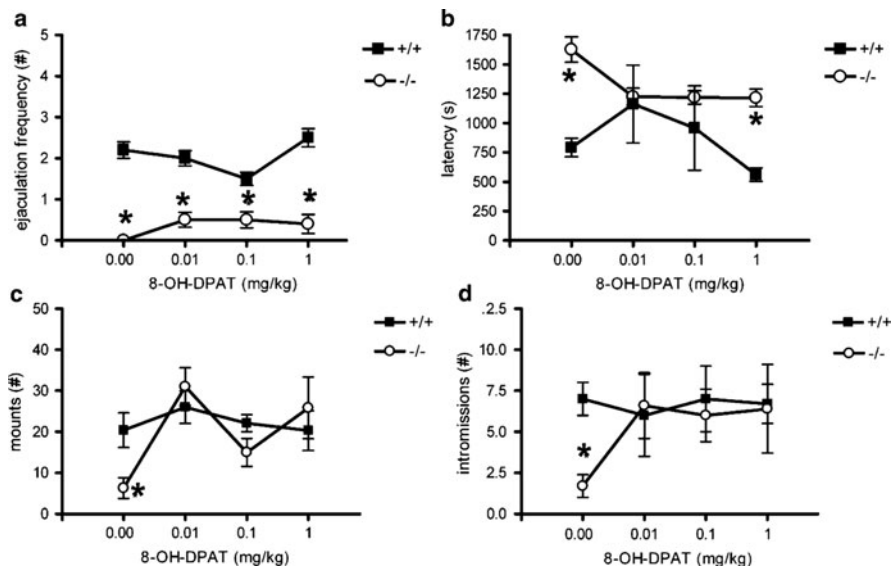 a
ejaculation frequency (#)
5
4
3
2
1
0
+/+
-/-
*
*
*
*
0.00 0.01 0.1 1
8-OH-DPAT (mg/kg)
b
latency (s)
1750
1500
1250
1000
750
500
250
0
+/+
-/-
*
*
0.00 0.01 0.1 1
8-OH-DPAT (mg/kg)
c
mounts (#)
50
40
30
20
10
0
+/+
-/-
*
0.00 0.01 0.1 1
8-OH-DPAT (mg/kg)
d
intromissions (#)
12.5
10.0
7.5
5.0
2.5
0.0
+/+
-/-
*
0.00 0.01 0.1 1
8-OH-DPAT (mg/kg)